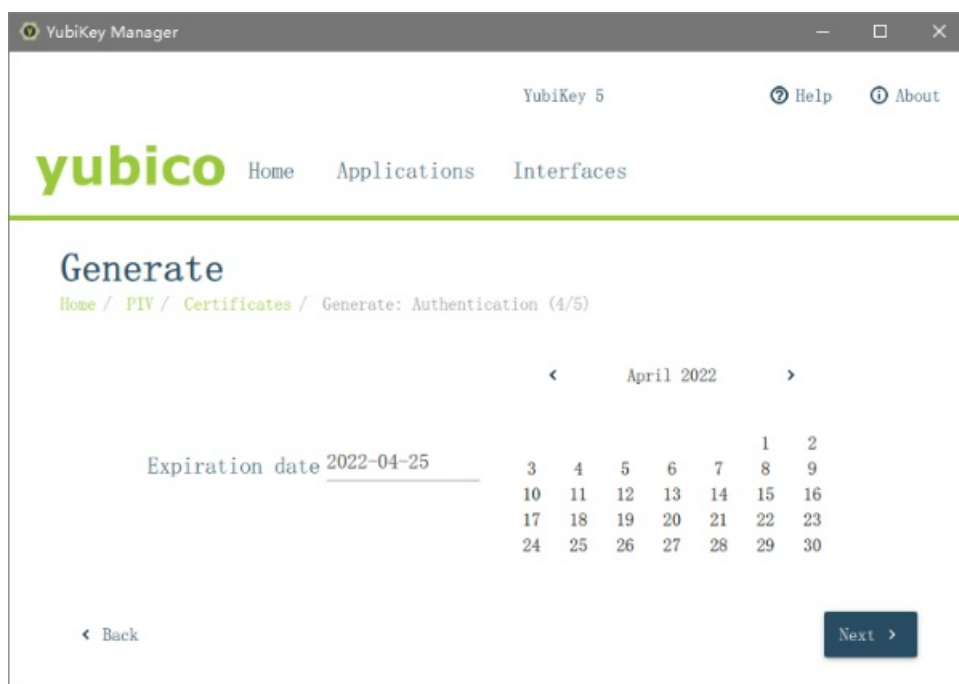 YubiKey Manager
YubiKey 5 Help About
yubico Home Applications Interfaces
Generate
Home / PIV / Certificates / Generate: Authentication (4/5)
April 2022
1 2
Expiration date 2022-04-25
3 4 5 6 7 8 9
10 11 12 13 14 15 16
17 18 19 20 21 22 23
24 25 26 27 28 29 30
Back Next